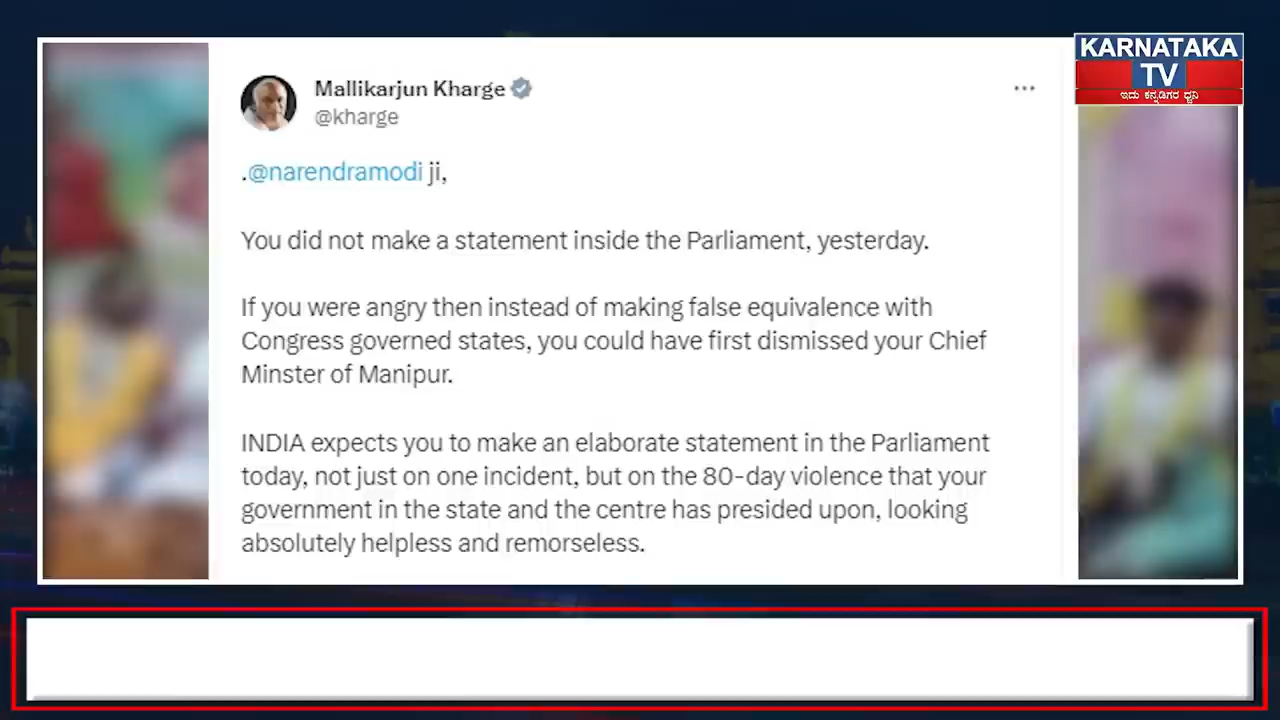 KARNATAKA
TV
ಇದು ಕನ್ನಡಿಗರ ಧ್ವನಿ
Mallikarjun Kharge
@kharge
.@narendramodi ji,
You did not make a statement inside the Parliament, yesterday.
If you were angry then instead of making false equivalence with
Congress governed states, you could have first dismissed your Chief
Minster of Manipur.
INDIA expects you to make an elaborate statement in the Parliament
today, not just on one incident, but on the 80-day violence that your
government in the state and the centre has presided upon, looking
absolutely helpless and remorseless.